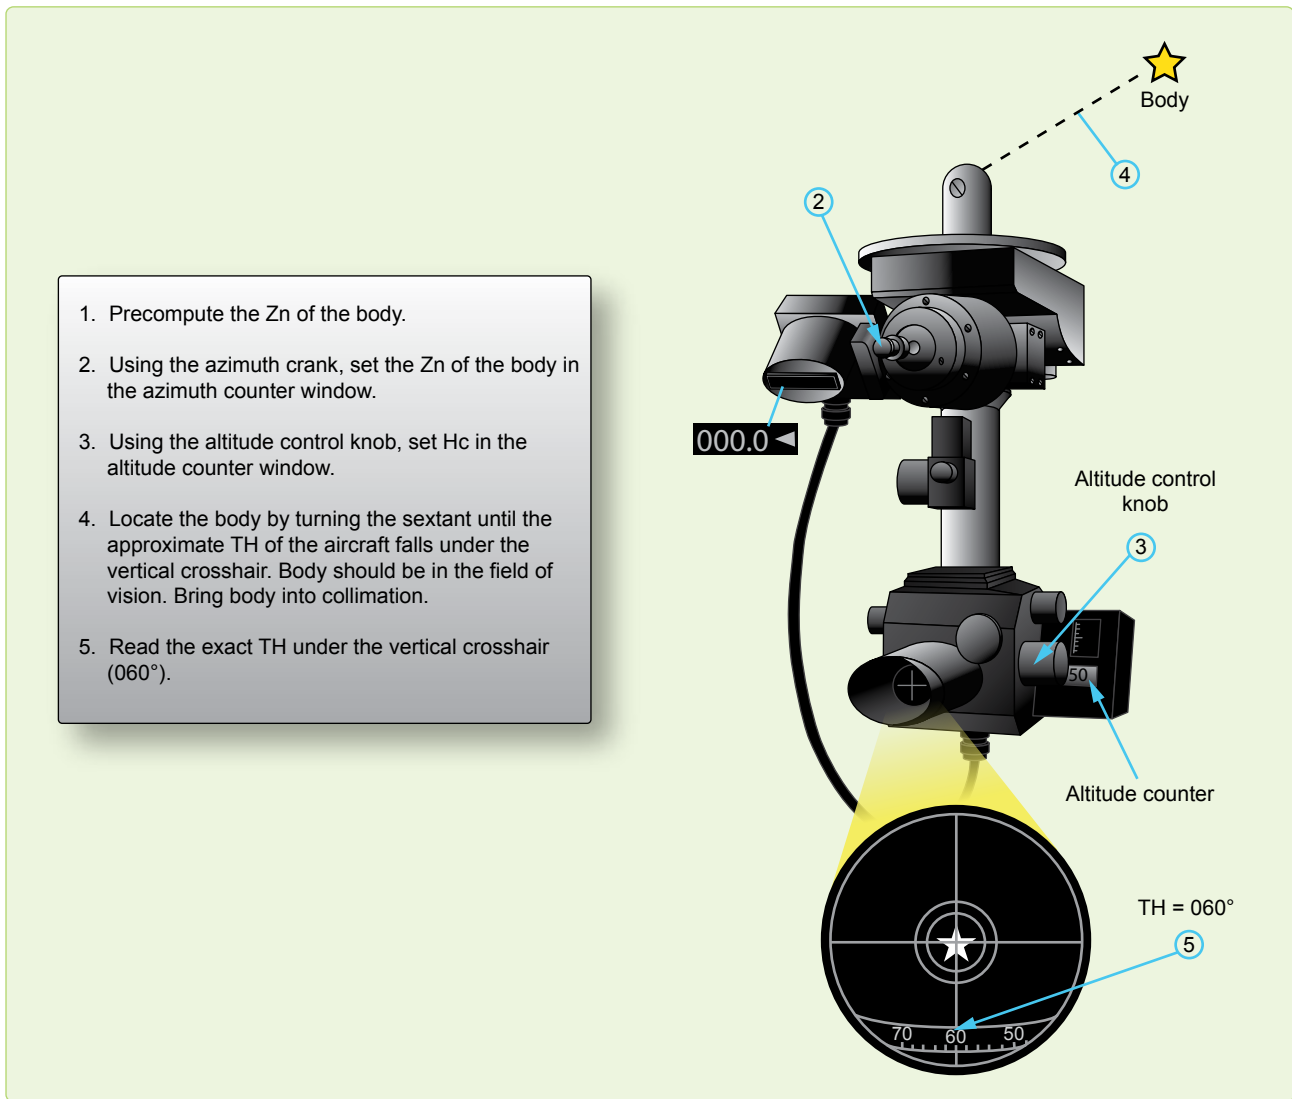 1. Precompute the Zn of the body.
2. Using the azimuth crank, set the Zn of the body in
the azimuth counter window.
3. Using the altitude control knob, set Hc in the
altitude counter window.
4. Locate the body by turning the sextant until the
approximate TH of the aircraft falls under the
vertical crosshair. Body should be in the field of
vision. Bring body into collimation.
5. Read the exact TH under the vertical crosshair
(060°).
Body
4
2
000.0
Altitude control
knob
3
50
Altitude counter
TH = 060°
5
70 60 50